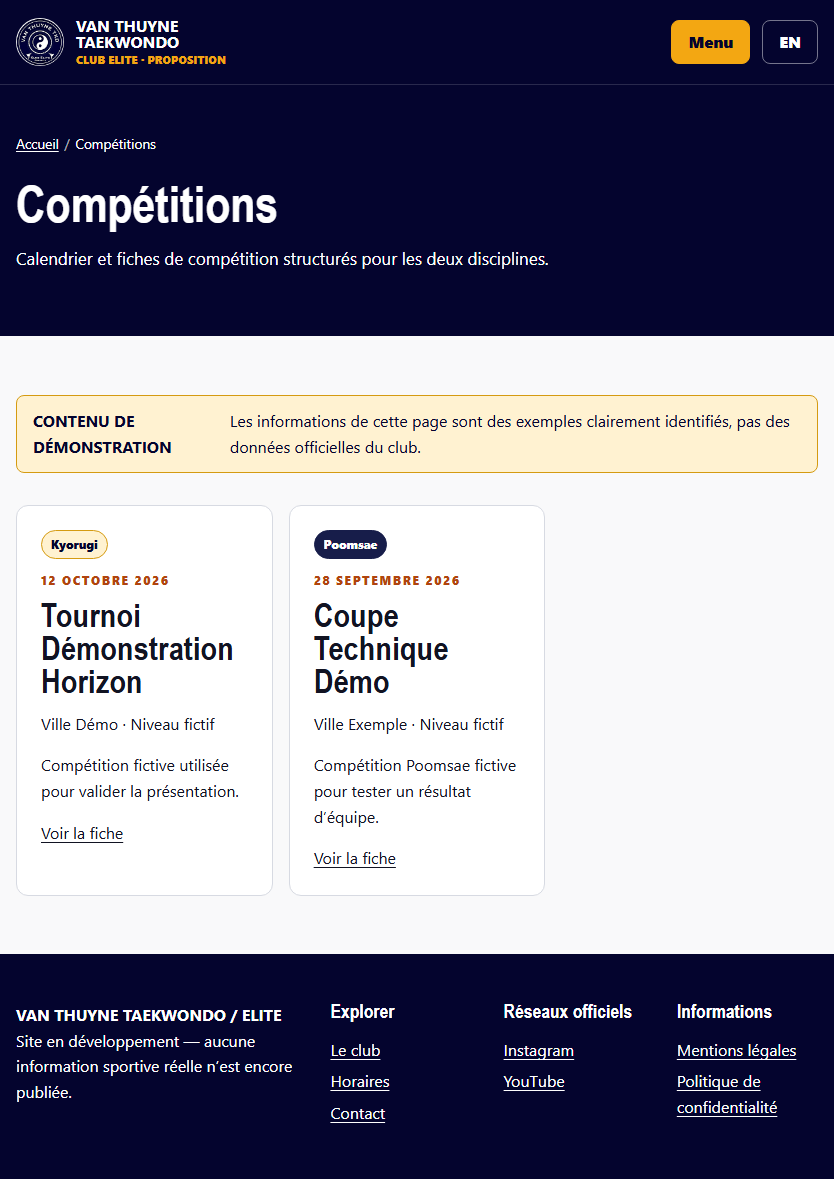 VAN THUYNE
TAEKWONDO
CLUB ELITE · PROPOSITION
Menu
EN
Accueil / Compétitions
Compétitions
Calendrier et fiches de compétition structurés pour les deux disciplines.
CONTENU DE
DÉMONSTRATION
Les informations de cette page sont des exemples clairement identifiés, pas des
données officielles du club.
Kyorugi
12 OCTOBRE 2026
Tournoi
Démonstration
Horizon
Ville Démo · Niveau fictif
Compétition fictive utilisée
pour valider la présentation.
Voir la fiche
Poomsae
28 SEPTEMBRE 2026
Coupe
Technique
Démo
Ville Exemple · Niveau fictif
Compétition Poomsae fictive
pour tester un résultat
d’équipe.
Voir la fiche
VAN THUYNE TAEKWONDO / ELITE
Site en développement — aucune
information sportive réelle n’est encore
publiée.
Explorer
Le club
Horaires
Contact
Réseaux officiels
Instagram
YouTube
Informations
Mentions légales
Politique de
confidentialité